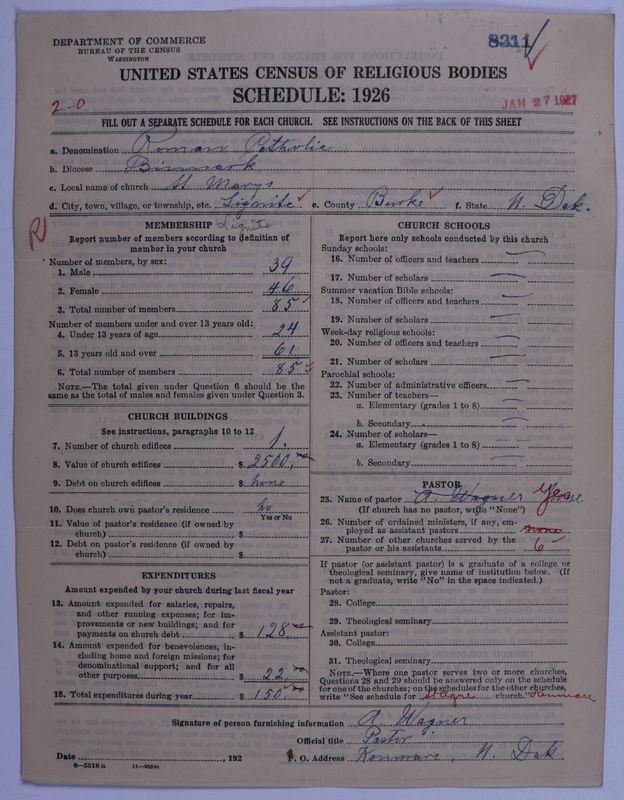 DEPARTMENT OF COMMERCE
BUREAU OF THE CENSUS
WASHINGTON
8311
UNITED STATES CENSUS OF RELIGIOUS BODIES
SCHEDULE: 1926
2-0
JAN 27 1927
FILL OUT A SEPARATE SCHEDULE FOR EACH CHURCH. SEE INSTRUCTIONS ON THE BACK OF THIS SHEET
a. Denomination Roman Catholic
b. Diocese Bismark
c. Local name of church St Marys
d. City, town, village, or township, etc. Lignite e. County Burke f. State N. Dak.
MEMBERSHIP Lignite
Report number of members according to definition of
member in your church
Number of members, by sex:
1. Male 39
2. Female 46
3. Total number of members 85
Number of members under and over 13 years old:
4. Under 13 years of age 24
5. 13 years old and over 61
6. Total number of members 85
NOTE.—The total given under Question 6 should be the
same as the total of males and females given under Question 3.
CHURCH BUILDINGS
See instructions, paragraphs 10 to 12
7. Number of church edifices 1.
8. Value of church edifices $ 2500.
9. Debt on church edifices $ none
10. Does church own pastor's residence no
Yes or No
11. Value of pastor's residence (if owned by
church) $
12. Debt on pastor's residence (if owned by
church) $
EXPENDITURES
Amount expended by your church during last fiscal year
13. Amount expended for salaries, repairs,
and other running expenses; for im-
provements or new buildings; and for
payments on church debt $ 128.
14. Amount expended for benevolences, in-
cluding home and foreign missions; for
denominational support; and for all
other purposes $ 22.
15. Total expenditures during year $ 150.
CHURCH SCHOOLS
Report here only schools conducted by this church
Sunday schools:
16. Number of officers and teachers
17. Number of scholars
Summer vacation Bible schools:
18. Number of officers and teachers
19. Number of scholars
Week-day religious schools:
20. Number of officers and teachers
21. Number of scholars
Parochial schools:
22. Number of administrative officers
23. Number of teachers—
a. Elementary (grades 1 to 8)
b. Secondary
24. Number of scholars—
a. Elementary (grades 1 to 8)
b. Secondary
PASTOR
25. Name of pastor A. Wagner
(If church has no pastor, write "None")
26. Number of ordained ministers, if any, em-
ployed as assistant pastors none
27. Number of other churches served by the
pastor or his assistants 6
If pastor (or assistant pastor) is a graduate of a college or
theological seminary, give name of institution below. (If
not a graduate, write "No" in the space indicated.)
Pastor:
28. College
29. Theological seminary
Assistant pastor:
30. College
31. Theological seminary
NOTE.—Where one pastor serves two or more churches,
Questions 28 and 29 should be answered only on the schedule
for one of the churches; on the schedules for the other churches,
write "See schedule for St Agnes church." Kenmare
Signature of person furnishing information A. Wagner
Official title Pastor
Date , 192 P. O. Address Kenmare, N. Dak
8—5518 a